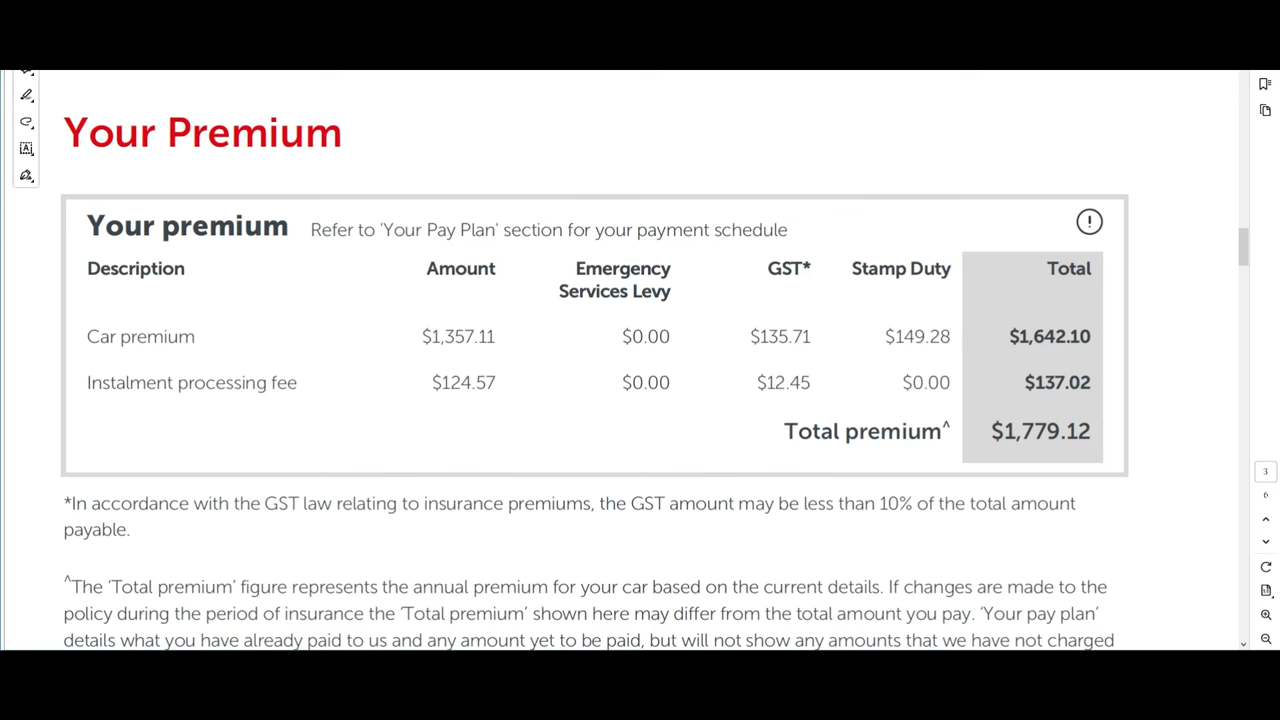 Your Premium
Your premium Refer to 'Your Pay Plan' section for your payment schedule
Description Amount Emergency Services Levy GST* Stamp Duty Total
Car premium $1,357.11 $0.00 $135.71 $149.28 $1,642.10
Instalment processing fee $124.57 $0.00 $12.45 $0.00 $137.02
Total premium^ $1,779.12
*In accordance with the GST law relating to insurance premiums, the GST amount may be less than 10% of the total amount
payable.
^The 'Total premium' figure represents the annual premium for your car based on the current details. If changes are made to the
policy during the period of insurance the 'Total premium' shown here may differ from the total amount you pay. 'Your pay plan'
details what you have already paid to us and any amount yet to be paid, but will not show any amounts that we have not charged
3
6